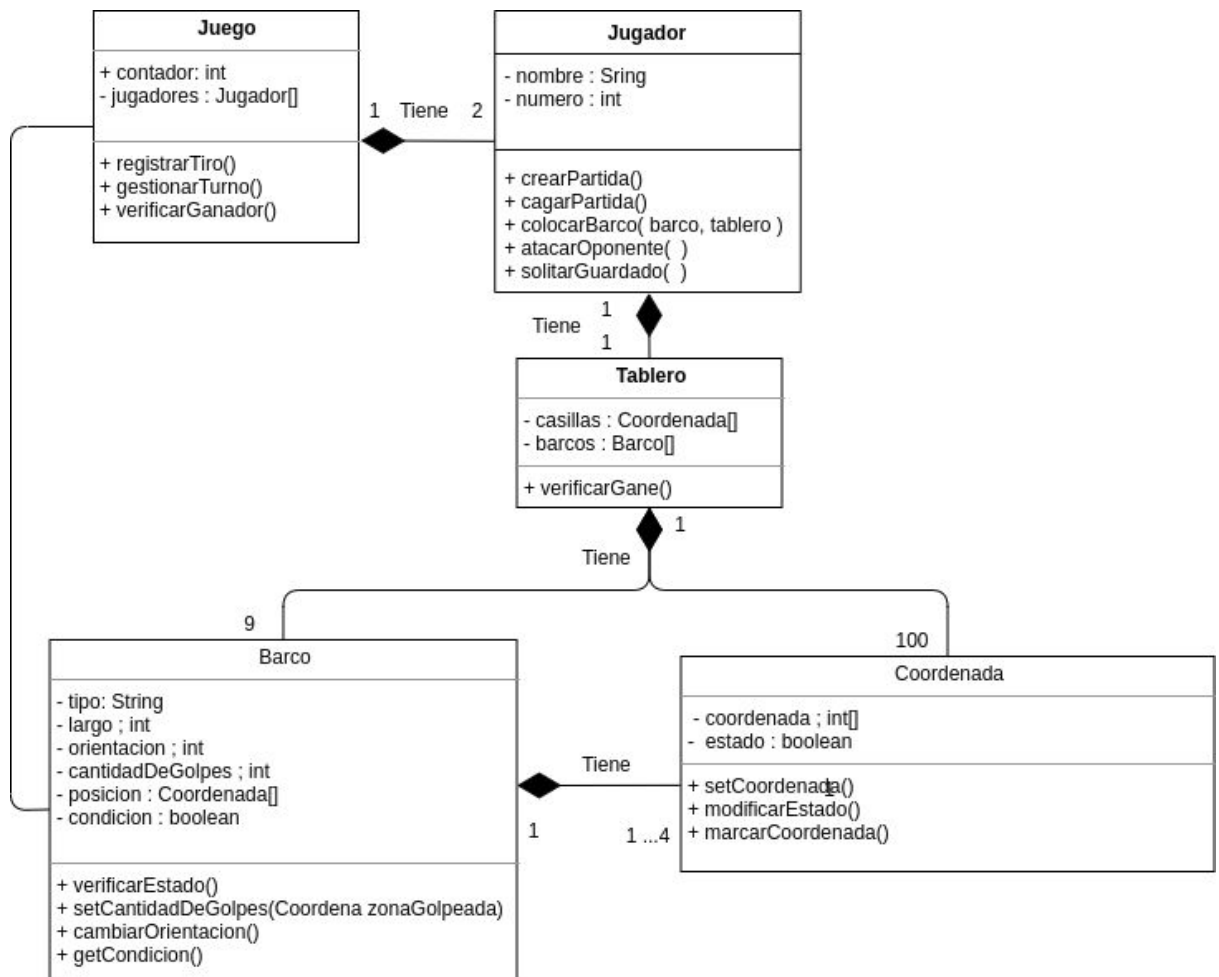 Juego
+ contador: int
- jugadores : Jugador[]
+ registrarTiro()
+ gestionarTurno()
+ verificarGanador()
1 Tiene 2
Jugador
- nombre : Sring
- numero : int
+ crearPartida()
+ cagarPartida()
+ colocarBarco( barco, tablero )
+ atacarOponente(  )
+ solitarGuardado(  )
1
Tiene
1
Tablero
- casillas : Coordenada[]
- barcos : Barco[]
+ verificarGane()
1
Tiene
9
100
Barco
- tipo: String
- largo ; int
- orientacion ; int
- cantidadDeGolpes ; int
- posicion : Coordenada[]
- condicion : boolean
+ verificarEstado()
+ setCantidadDeGolpes(Coordena zonaGolpeada)
+ cambiarOrientacion()
+ getCondicion()
Tiene
1
1 ...4
Coordenada
- coordenada ; int[]
- estado : boolean
+ setCoordenada()
1
+ modificarEstado()
+ marcarCoordenada()